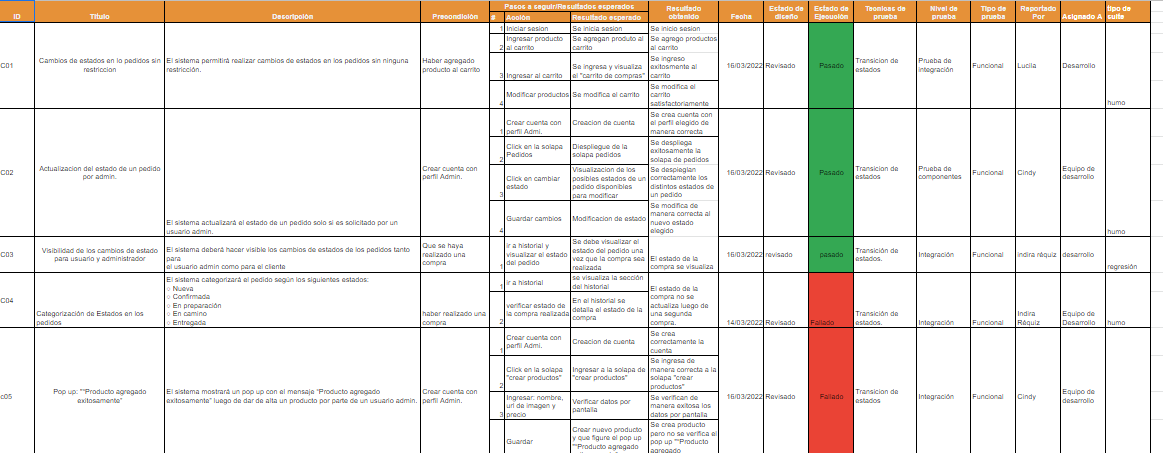 ID Título Descripción Precondición Pasos a seguir/Resultados esperados Resultado obtenido Fecha Estado de diseño Estado de Ejecución Tecnicas de prueba Nivel de prueba Tipo de prueba Reportado Por Asignado A tipo de suite
# Acción Resultado esperado
C01
Cambios de estados en lo pedidos sin
restriccion
El sistema permitirá realizar cambios de estados en los pedidos sin ninguna
restricción.
Haber agregado
producto al carrito
1 Iniciar sesion
Se inicia sesion
Se inicio sesion
2 Ingresar producto
al carrito
Se agregan produto al
carrito
Se agrego productos
al carrito
3 Ingresar al carrito
Se ingresa y visualiza
el "carrito de compras"
Se ingreso
exitosmente al
carrito
4 Modificar productos
Se modifica el carrito
Se modifica el
carrito
satisfactoriamente
16/03/2022
Revisado
Pasado
Transicion de
estados
Prueba de
integración
Funcional
Lucila
Desarrollo
humo
C02
Actualizacion del estado de un pedido
por admin.
El sistema actualizará el estado de un pedido solo si es solicitado por un
usuario admin.
Crear cuenta con
perfil Admin.
1 Crear cuenta con
perfil Admi.
Creacion de cuenta
Se crea cuenta con
el perfil elegido de
manera correcta
2 Click en la solapa
Pedidos
Despliegue de la
solapa pedidos
Se despliega
exitosamente la
solapa de pedidos
3 Click en cambiar
estado
Visualizacion de los
posibles estados de un
pedido disponibles
para modificar
Se despieglan
correctamente los
distintos estados de
un pedido
4 Guardar cambios
Modificacion de estado
Se modifica de
manera correcta al
nuevo estado
elegido
16/03/2022
Revisado
Pasado
Transicion de
estados
Prueba de
componentes
Funcional
Cindy
Equipo de
desarrollo
humo
C03
Visibilidad de los cambios de estado
para usuario y administrador
El sistema deberá hacer visible los cambios de estados de los pedidos tanto
para
el usuario admin como para el cliente
Que se haya
realizado una
compra
1 ir a historial y
visualizar el estado
del pedido
Se debe visualizar el
estado del pedido una
vez que la compra sea
realizada
El estado de la
compra se visualiza
16/03/2022
revisado
pasado
Transición de
estados
Integración
Funcional
indira réquiz
desarrollo
regresión
C04
Categorización de Estados en los
pedidos
El sistema categorizará el pedido según los siguientes estados:
○ Nueva
○ Confirmada
○ En preparación
○ En camino
○ Entregada
haber realizado una
compra
1 ir a historial
se visualiza la sección
del historial
2 verificar estado de
la compra realizada
En el historial se
detalla el estado de la
compra
El estado de la
compra no se
actualiza luego de
una segunda
compra.
14/03/2022
Revisado
Fallado
Transición de
estados.
Integración
Funcional
Indira
Réquiz
Equipo de
Desarrollo
humo
c05
Pop up: ""Producto agregado
exitosamente"
El sistema mostrará un pop up con el mensaje "Producto agregado
exitosamente" luego de dar de alta un producto por parte de un usuario admin.
Crear cuenta con
perfil Admin.
1 Crear cuenta con
perfil Admi.
Creacion de cuenta
Se crea
correctamente la
cuenta
2 Click en la solapa
"crear productos"
Ingresar a la solapa de
"crear productos"
Se ingresa de
manera correcta a la
solapa "crear
productos"
3 Ingresar: nombre,
url de imagen y
precio
Verificar datos por
pantalla
Se verifican de
manera exitosa los
datos por pantalla
Guardar
Crear nuevo producto
y que figure el pop up
""Producto agregado
Se crea producto
pero no se verifica el
pop up ""Producto
agregado
16/03/2022
Revisado
Fallado
Transicion de
estados
Integración
Funcional
Cindy
Equipo de
desarrollo